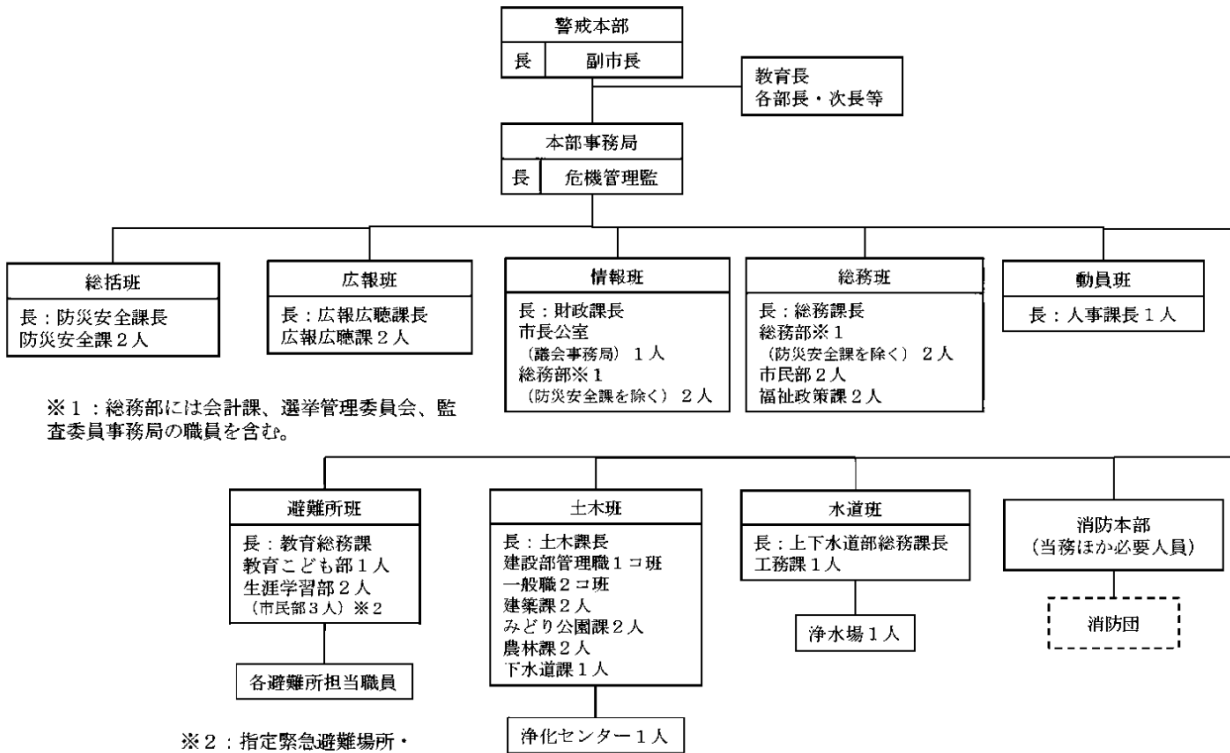 警戒本部
長 副市長
教育長
各部長・次長等
本部事務局
長 危機管理監
総括班
長：防災安全課長
防災安全課２人
広報班
長：広報広聴課長
広報広聴課２人
情報班
長：財政課長
市長公室
（議会事務局）１人
総務部※１
（防災安全課を除く）２人
総務班
長：総務課長
総務部※１
（防災安全課を除く）２人
市民部２人
福祉政策課２人
動員班
長：人事課長１人
※１：総務部には会計課、選挙管理委員会、監
査委員事務局の職員を含む。
避難所班
長：教育総務課
教育こども部１人
生涯学習部２人
（市民部３人）※２
各避難所担当職員
土木班
長：土木課長
建設部管理職１コ班
一般職２コ班
建築課２人
みどり公園課２人
農林課２人
下水道課１人
浄化センター１人
水道班
長：上下水道部総務課長
工務課１人
浄水場１人
消防本部
（当務ほか必要人員）
消防団
※２：指定緊急避難場所・